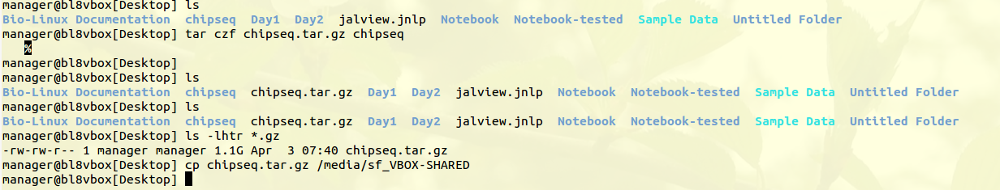 manager@bl8vbox[Desktop] ls
Bio-Linux Documentation  chipseq  Day1  Day2  jalview.jnlp  Notebook  Notebook-tested  Sample Data  Untitled Folder
manager@bl8vbox[Desktop] tar czf chipseq.tar.gz chipseq
%
manager@bl8vbox[Desktop]
manager@bl8vbox[Desktop] ls
Bio-Linux Documentation  chipseq  chipseq.tar.gz  Day1  Day2  jalview.jnlp  Notebook  Notebook-tested  Sample Data  Untitled Folder
manager@bl8vbox[Desktop] ls
Bio-Linux Documentation  chipseq  chipseq.tar.gz  Day1  Day2  jalview.jnlp  Notebook  Notebook-tested  Sample Data  Untitled Folder
manager@bl8vbox[Desktop] ls -lhtr *.gz
-rw-rw-r-- 1 manager manager 1.1G Apr  3 07:40 chipseq.tar.gz
manager@bl8vbox[Desktop] cp chipseq.tar.gz /media/sf_VBOX-SHARED
manager@bl8vbox[Desktop]